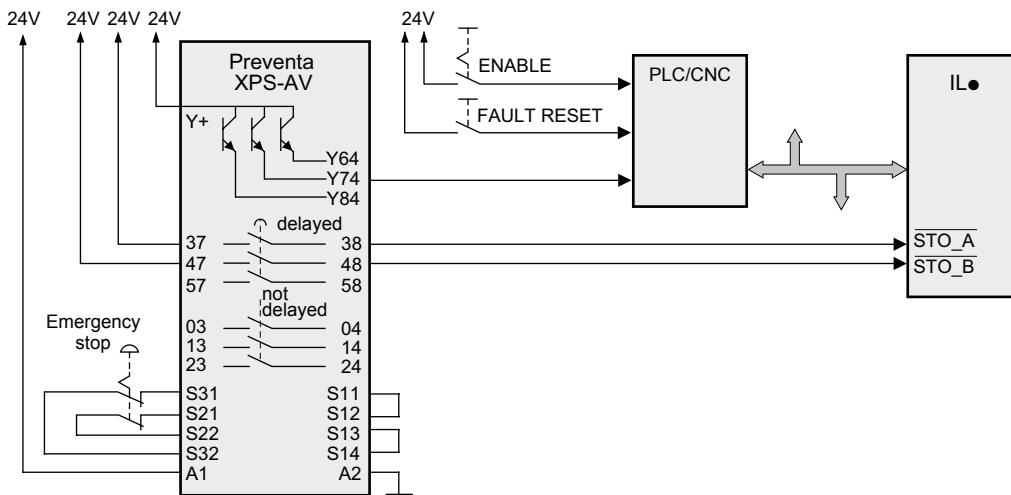 24V 24V 24V 24V 24V
Preventa
XPS-AV
ENABLE
FAULT RESET
PLC/CNC
IL●
Y+
Y64
Y74
Y84
delayed
37 38
47 48
57 58
STO_A
STO_B
not
delayed
03 04
13 14
23 24
Emergency
stop
S31 S11
S21 S12
S22 S13
S32 S14
A1 A2